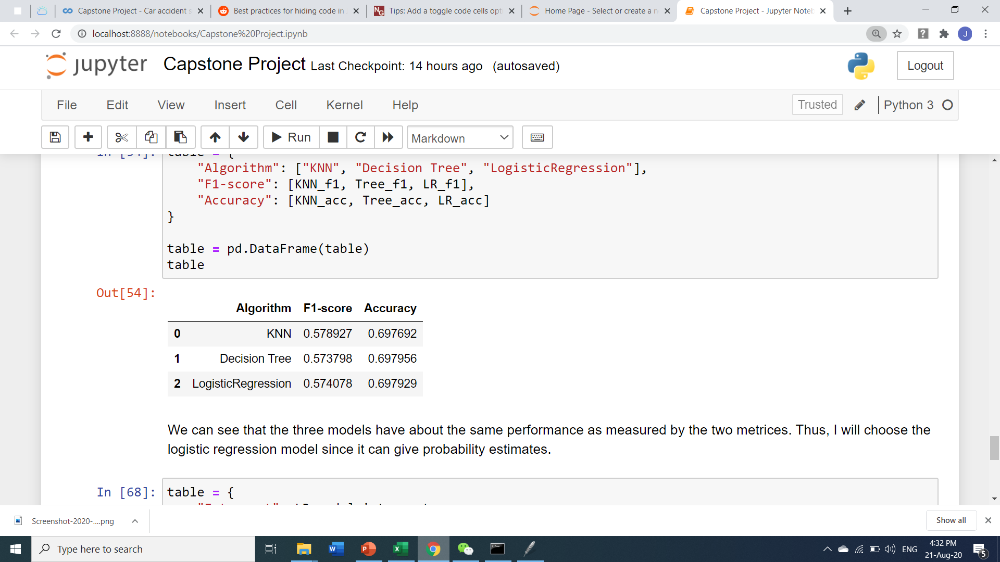 Capstone Project - Car accident s
Best practices for hiding code in
Tips: Add a toggle code cells opt
Home Page - Select or create a n
Capstone Project - Jupyter Noteb
localhost:8888/notebooks/Capstone%20Project.ipynb
J
jupyter Capstone Project Last Checkpoint: 14 hours ago (autosaved)
Logout
File Edit View Insert Cell Kernel Help
Trusted
Python 3
Run
Markdown
"Algorithm": ["KNN", "Decision Tree", "LogisticRegression"],
"F1-score": [KNN_f1, Tree_f1, LR_f1],
"Accuracy": [KNN_acc, Tree_acc, LR_acc]
}
table = pd.DataFrame(table)
table
Out[54]:
Algorithm F1-score Accuracy
0 KNN 0.578927 0.697692
1 Decision Tree 0.573798 0.697956
2 LogisticRegression 0.574078 0.697929
We can see that the three models have about the same performance as measured by the two metrices. Thus, I will choose the
logistic regression model since it can give probability estimates.
In [68]: table = {
Screenshot-2020-....png
Show all
Type here to search
ENG
4:32 PM
21-Aug-20
5